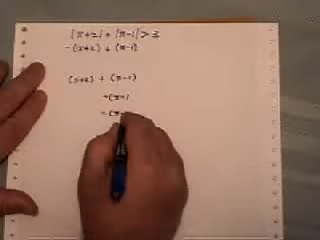 |x+2| + |x-1| > 3
-(x+2) + (x-1)
(x+2) + (x-1)
-(x-1
-(x-